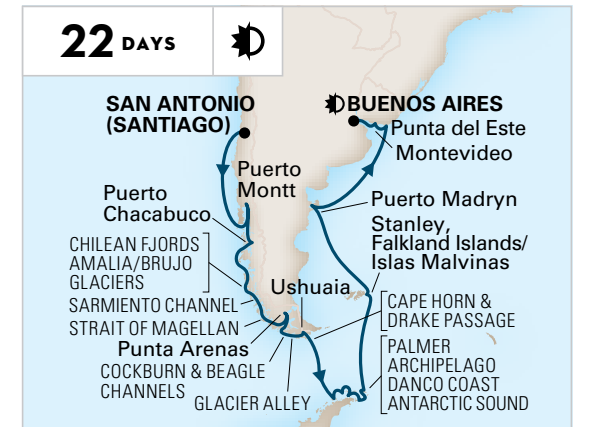 22 DAYS
SAN ANTONIO
(SANTIAGO)
BUENOS AIRES
Punta del Este
Montevideo
Puerto
Montt
Puerto
Chacabuco
Puerto Madryn
Stanley,
Falkland Islands/
Islas Malvinas
CHILEAN FJORDS
AMALIA/BRUJO
GLACIERS
Ushuaia
SARMIENTO CHANNEL
CAPE HORN &
DRAKE PASSAGE
STRAIT OF MAGELLAN
Punta Arenas
COCKBURN & BEAGLE
CHANNELS
GLACIER ALLEY
PALMER
ARCHIPELAGO
DANCO COAST
ANTARCTIC SOUND